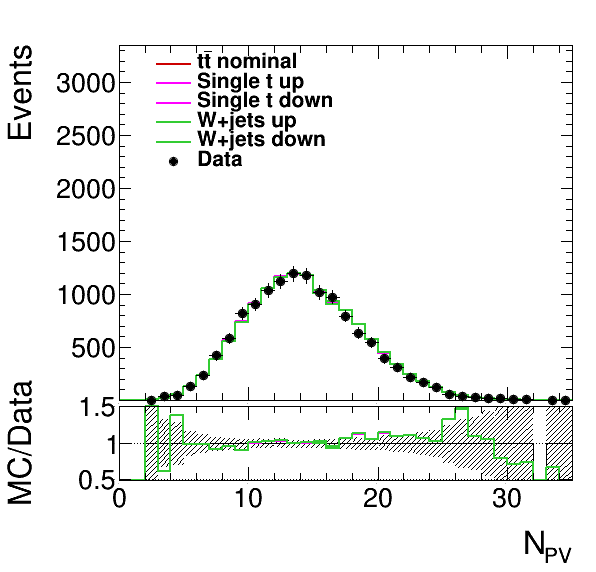 Events
3000
2500
2000
1500
1000
500
tt̄ nominal
Single t up
Single t down
W+jets up
W+jets down
Data
MC/Data
1.5
1
0.5
0
10
20
30
N_PV